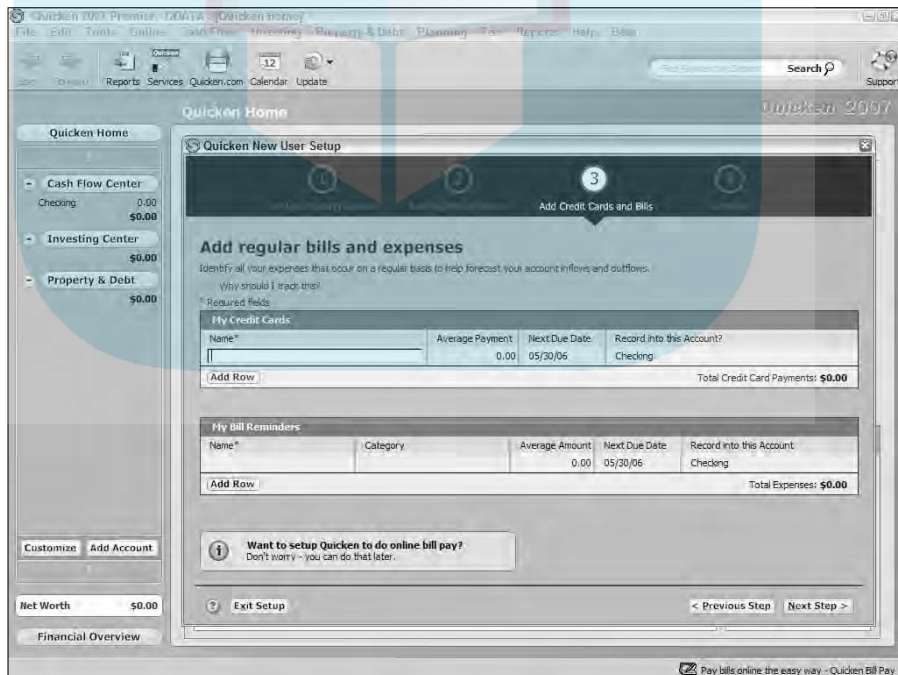 Quicken 2007 Premier - QDATA - [Quicken Home]
File Edit Tools Online Cash Flow Investing Property & Debt Planning Tax Reports Help
Reports Services Quicken.com Calendar Update Search Support
Quicken Home Quicken 2007
Quicken Home
Cash Flow Center
Checking 0.00
$0.00
Investing Center
$0.00
Property & Debt
$0.00
Customize Add Account
Net Worth $0.00
Financial Overview
Quicken New User Setup
3
Add Credit Cards and Bills
Add regular bills and expenses
Identify all your expenses that occur on a regular basis to help forecast your account inflows and outflows.
Why should I track this?
* Required fields
My Credit Cards
Name* Average Payment Next Due Date Record into this Account?
0.00 05/30/06 Checking
Add Row Total Credit Card Payments: $0.00
My Bill Reminders
Name* Category Average Amount Next Due Date Record into this Account
0.00 05/30/06 Checking
Add Row Total Expenses: $0.00
Want to setup Quicken to do online bill pay?
Don't worry - you can do that later.
Exit Setup < Previous Step Next Step >
Pay bills online the easy way - Quicken Bill Pay